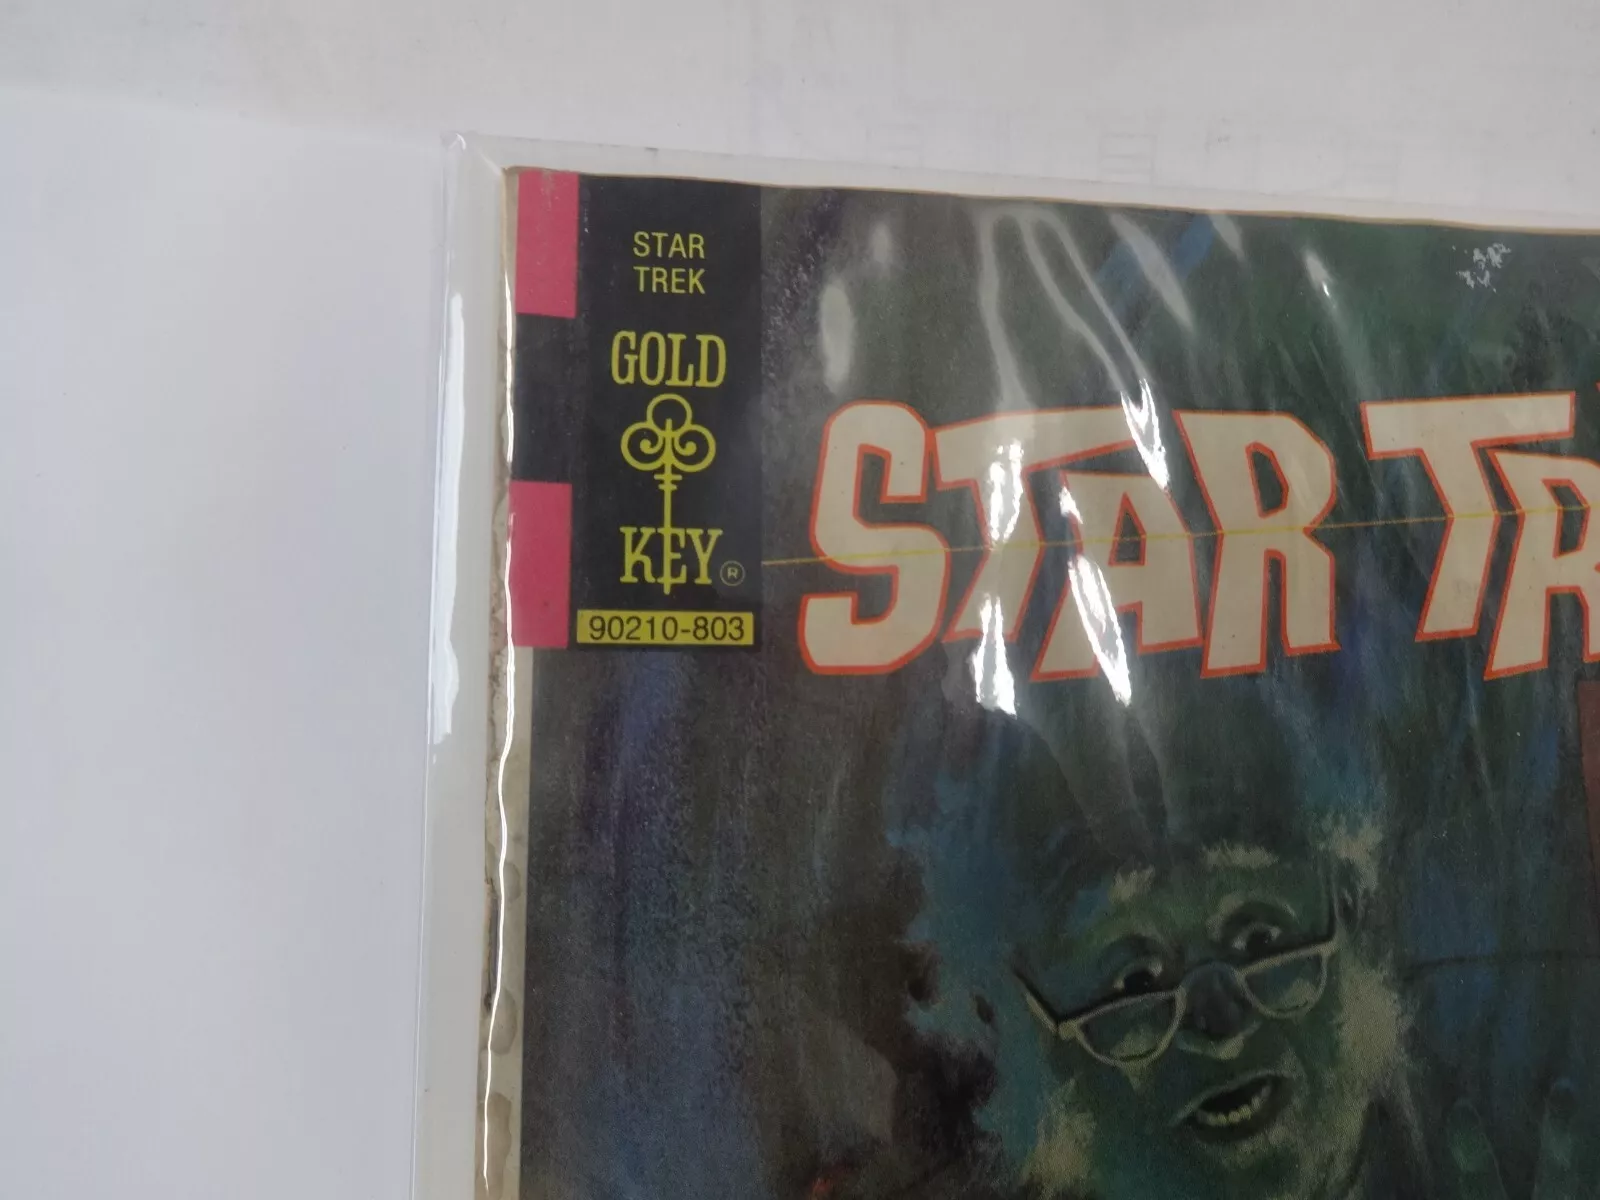 STAR
TREK
GOLD
KEY®
90210-803
STAR TR